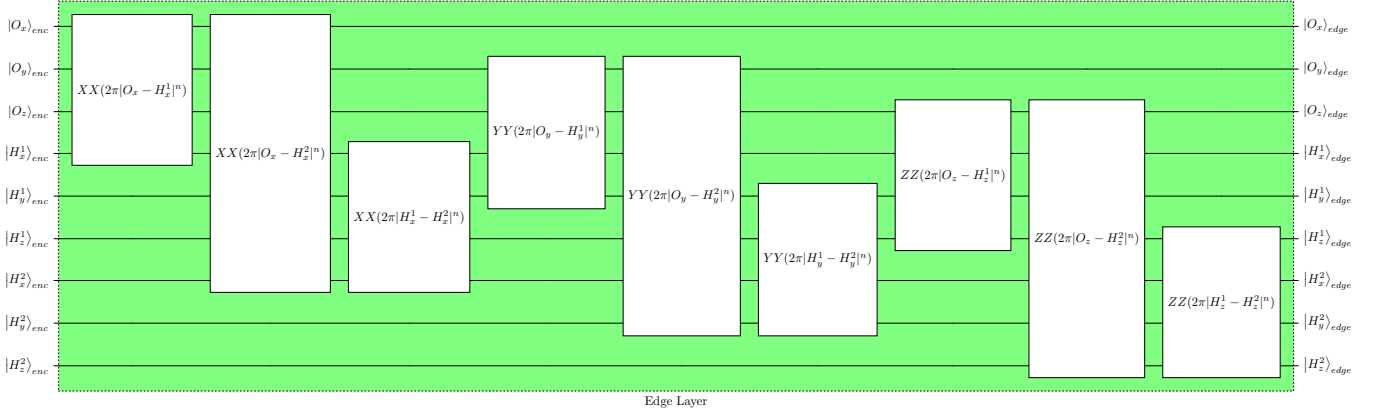 |O_x⟩_enc
|O_y⟩_enc
|O_z⟩_enc
|H_x^1⟩_enc
|H_y^1⟩_enc
|H_z^1⟩_enc
|H_x^2⟩_enc
|H_y^2⟩_enc
|H_z^2⟩_enc
XX(2π|O_x − H_x^1|^n)
XX(2π|O_x − H_x^2|^n)
XX(2π|H_x^1 − H_x^2|^n)
YY(2π|O_y − H_y^1|^n)
YY(2π|O_y − H_y^2|^n)
YY(2π|H_y^1 − H_y^2|^n)
ZZ(2π|O_z − H_z^1|^n)
ZZ(2π|O_z − H_z^2|^n)
ZZ(2π|H_z^1 − H_z^2|^n)
|O_x⟩_edge
|O_y⟩_edge
|O_z⟩_edge
|H_x^1⟩_edge
|H_y^1⟩_edge
|H_z^1⟩_edge
|H_x^2⟩_edge
|H_y^2⟩_edge
|H_z^2⟩_edge
Edge Layer